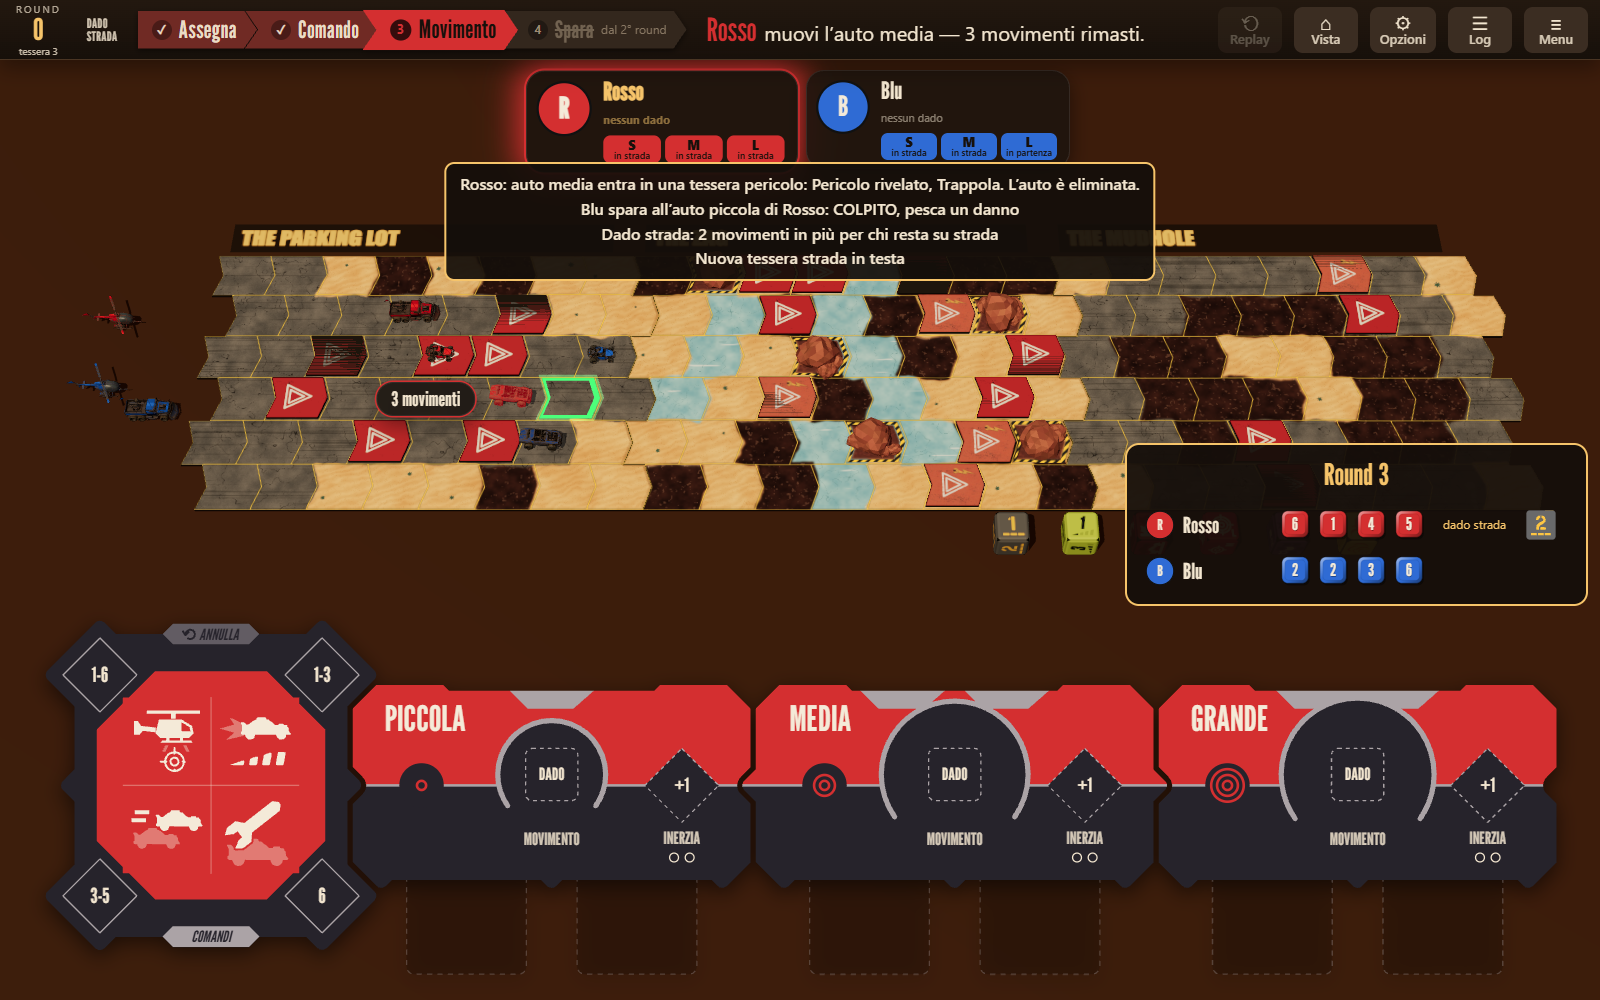 ROUND
0
tessera 3
DADO
STRADA
✓ Assegna
✓ Comando
3 Movimento
4 Spara dal 2° round
Rosso muovi l'auto media — 3 movimenti rimasti.
Replay
Vista
Opzioni
Log
Menu
R
Rosso
nessun dado
S
in strada
M
in strada
L
in strada
B
Blu
nessun dado
S
in strada
M
in strada
L
in partenza
Rosso: auto media entra in una tessera pericolo: Pericolo rivelato, Trappola. L'auto è eliminata.
Blu spara all'auto piccola di Rosso: COLPITO, pesca un danno
Dado strada: 2 movimenti in più per chi resta su strada
Nuova tessera strada in testa
THE PARKING LOT
THE MUDHOLE
3 movimenti
1
1
Round 3
R Rosso 6 1 4 5 dado strada 2
B Blu 2 2 3 6
ANNULLA
1-6
1-3
3-5
6
COMANDI
PICCOLA
DADO
+1
MOVIMENTO
INERZIA
MEDIA
DADO
+1
MOVIMENTO
INERZIA
GRANDE
DADO
+1
MOVIMENTO
INERZIA